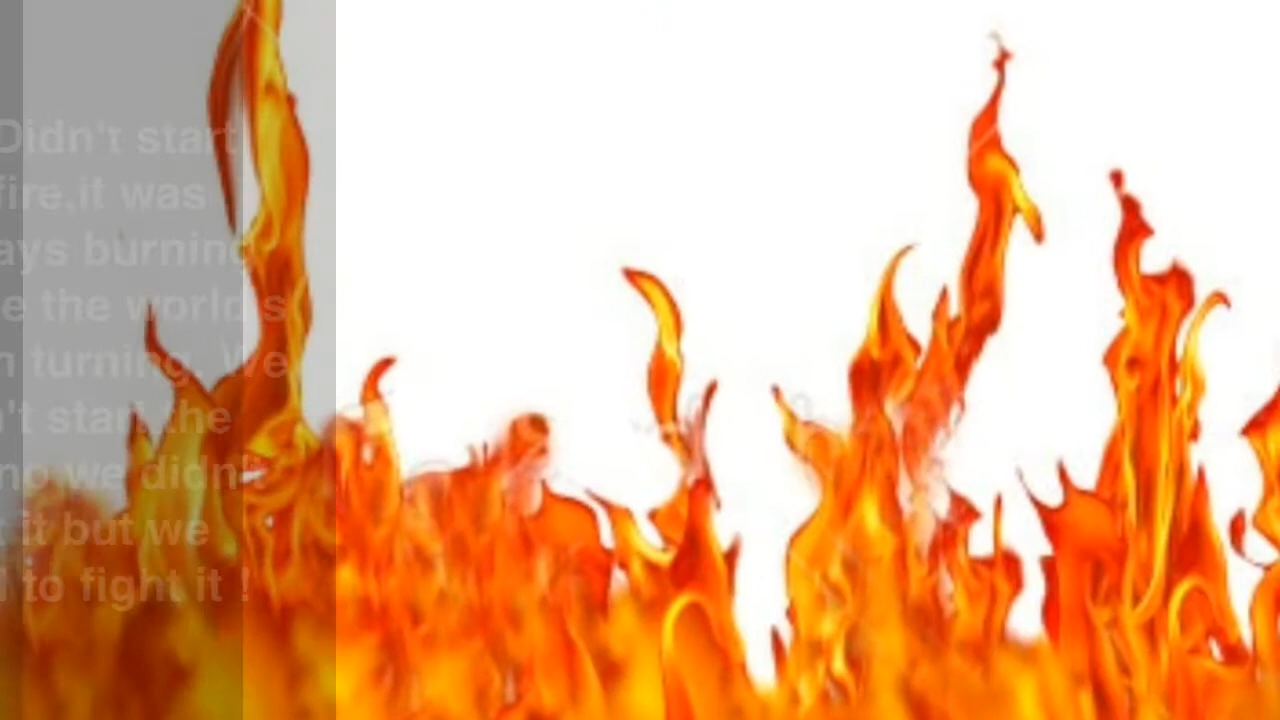 Didn't start
fire,it was
ays burning
e the world's
n turning. We
't start the
no we didn't
it but we
to fight it !